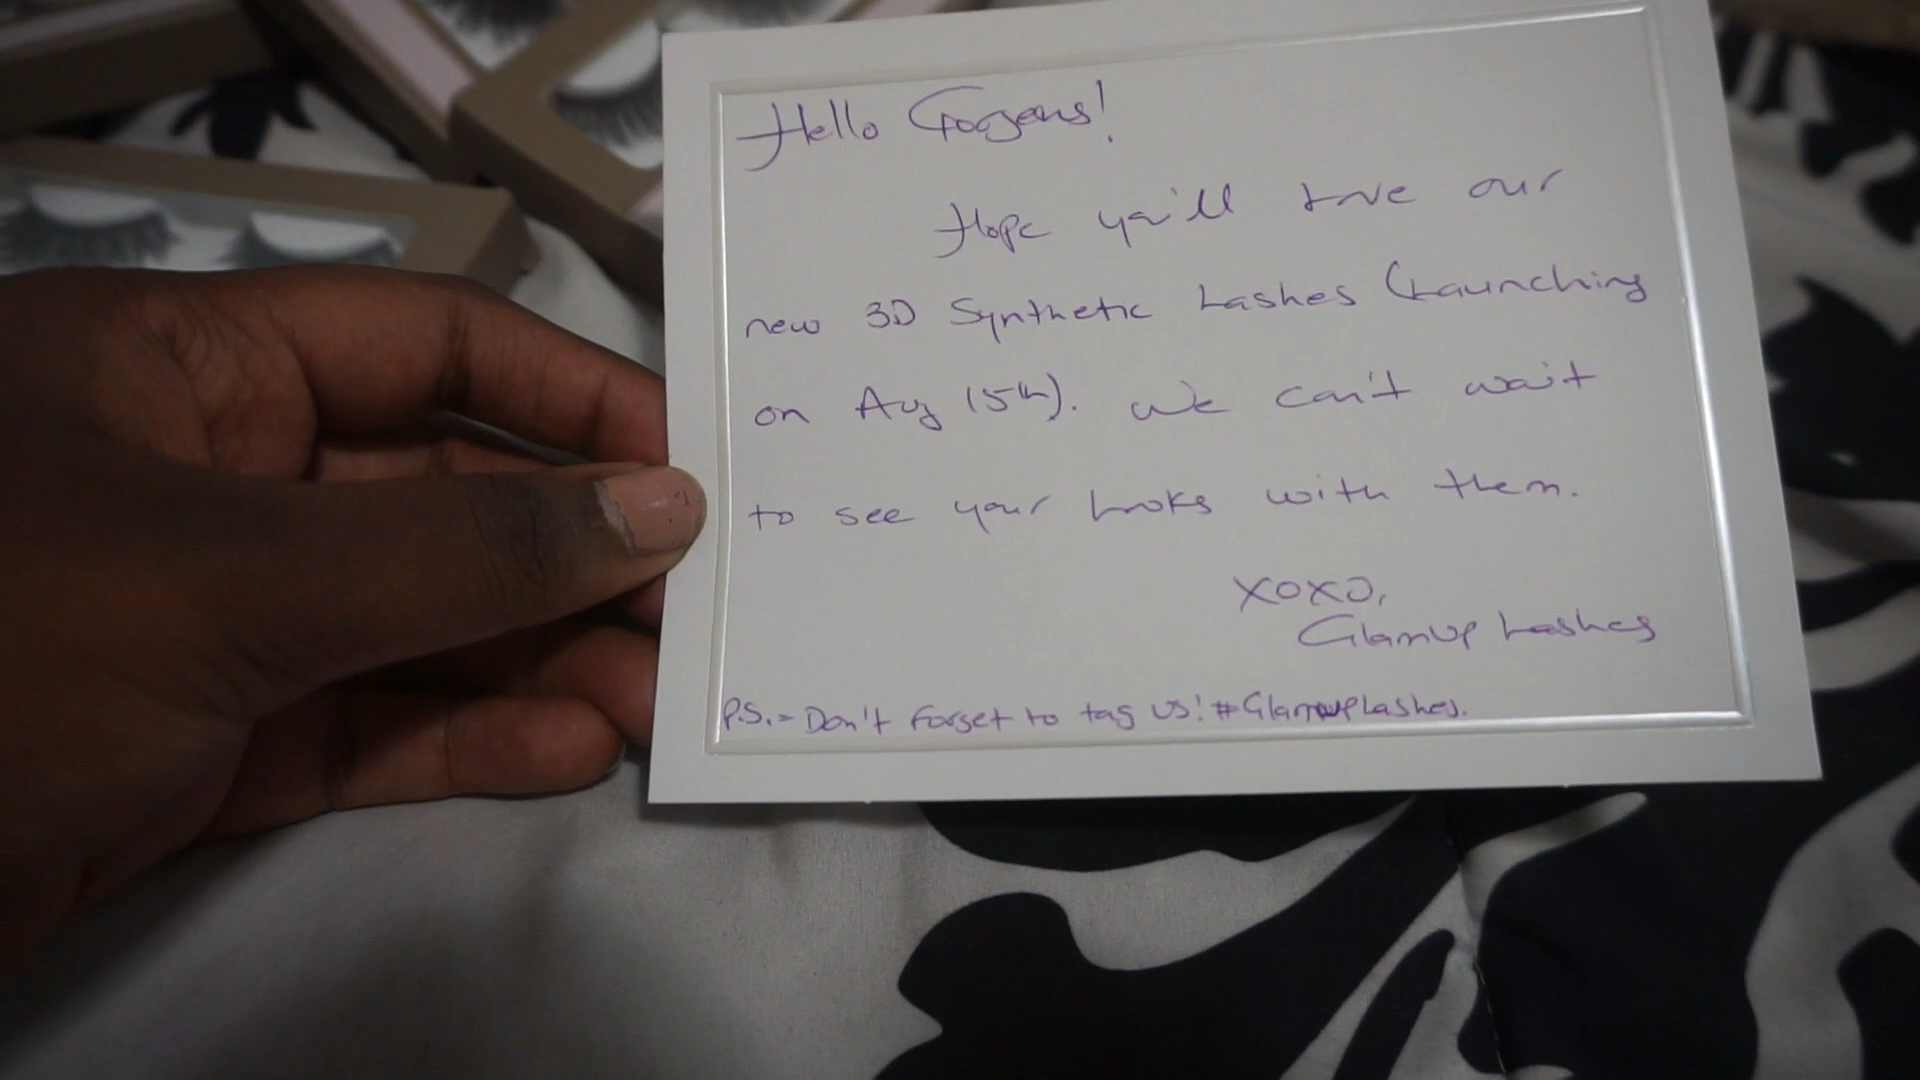 Hello Gorgeous!
Hope you'll love our
new 3D Synthetic Lashes (Launching
on Aug 15th). We can't wait
to see your looks with them.
XOXO,
GlamUp Lashes
P.S.- Don't forget to tag us! #GlamupLashes.